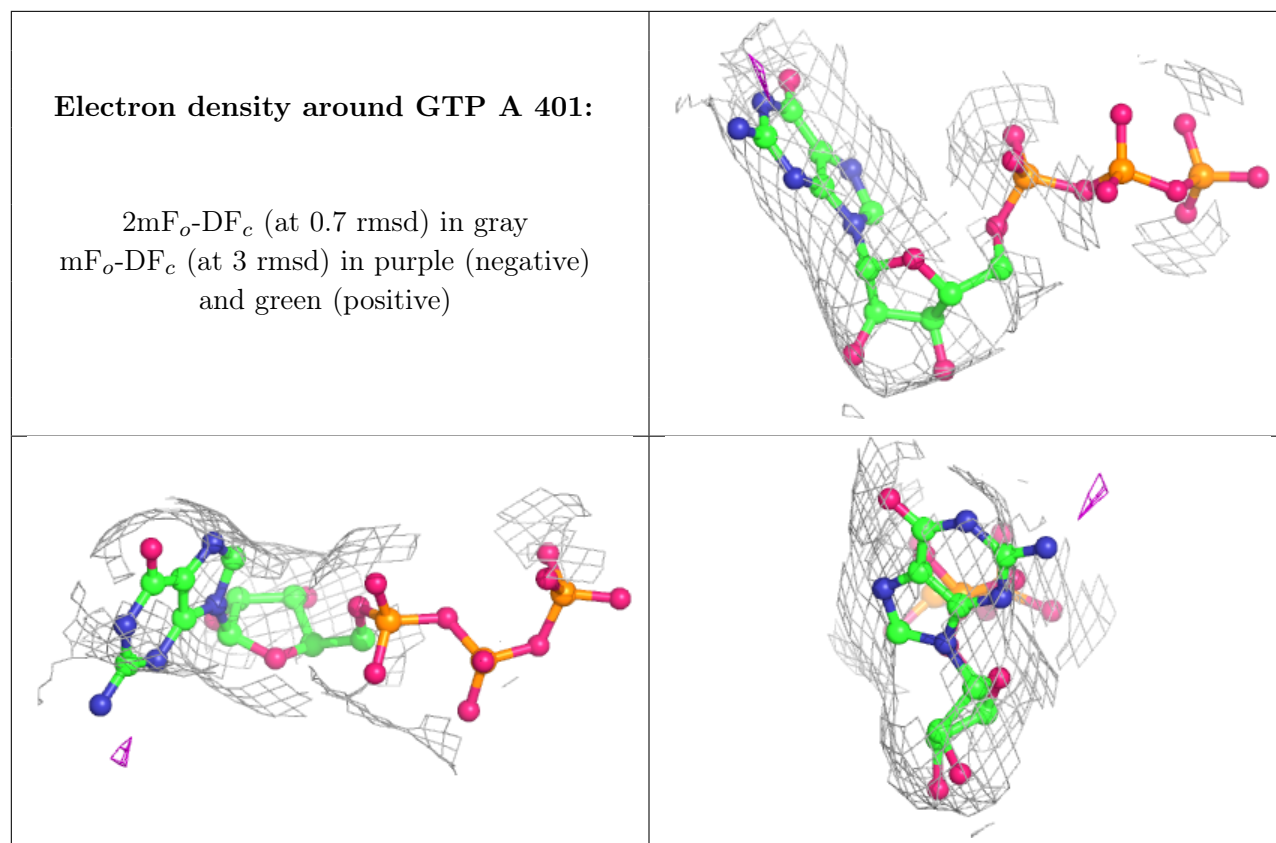 Electron density around GTP A 401:
2mFo-DFc (at 0.7 rmsd) in gray
mFo-DFc (at 3 rmsd) in purple (negative)
and green (positive)